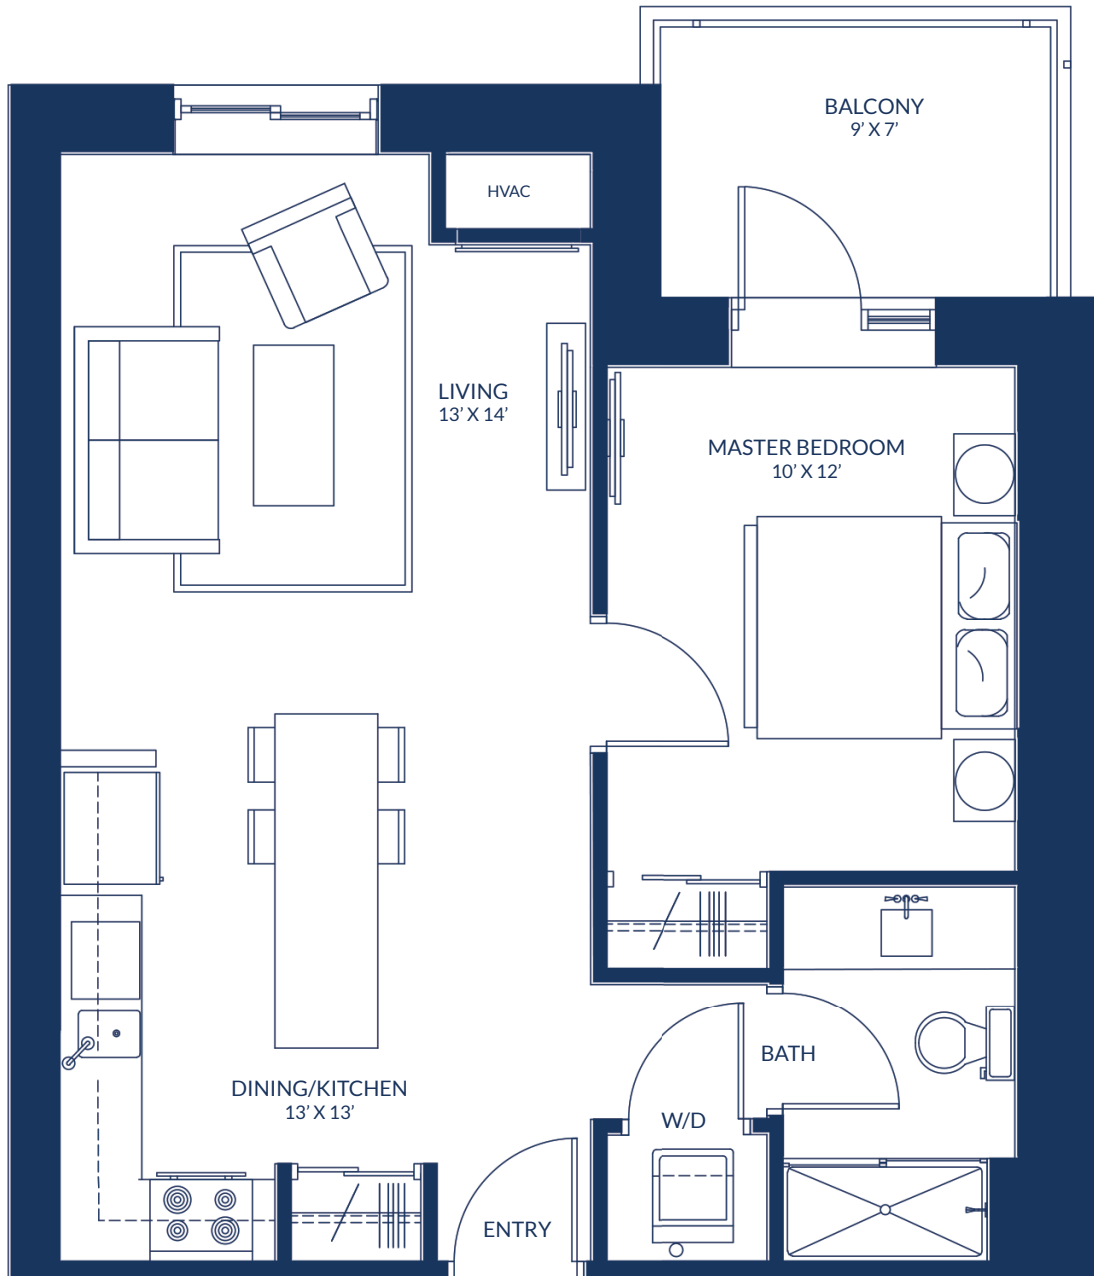 BALCONY
9’ X 7’
HVAC
LIVING
13’ X 14’
MASTER BEDROOM
10’ X 12’
BATH
DINING/KITCHEN
13’ X 13’
W/D
ENTRY